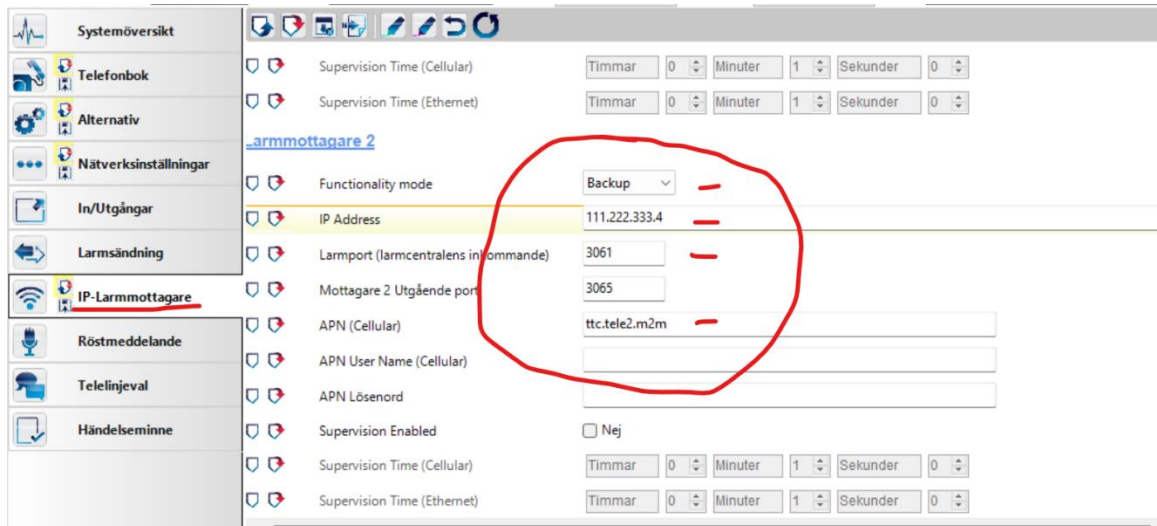 Systemöversikt
Telefonbok
Alternativ
Nätverksinställningar
In/Utgångar
Larmsändning
IP-Larmmottagare
Röstmeddelande
Telelinjeval
Händelseminne
Supervision Time (Cellular) Timmar 0 Minuter 1 Sekunder 0
Supervision Time (Ethernet) Timmar 0 Minuter 1 Sekunder 0
Larmmottagare 2
Functionality mode Backup
IP Address 111.222.333.4
Larmport (larmcentralens inkommande) 3061
Mottagare 2 Utgående port 3065
APN (Cellular) ttc.tele2.m2m
APN User Name (Cellular)
APN Lösenord
Supervision Enabled Nej
Supervision Time (Cellular) Timmar 0 Minuter 1 Sekunder 0
Supervision Time (Ethernet) Timmar 0 Minuter 1 Sekunder 0